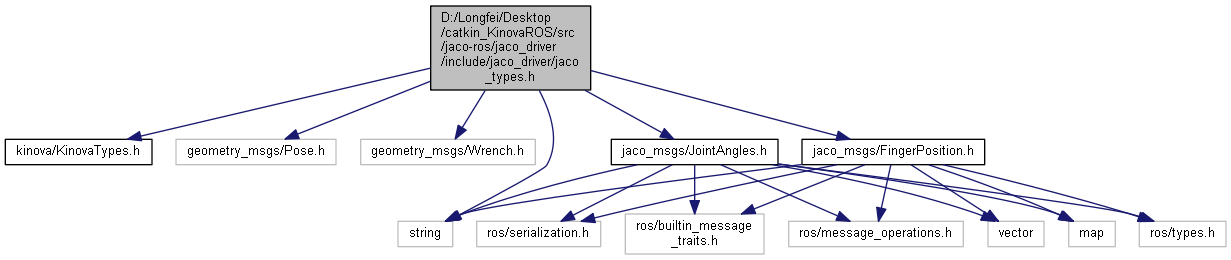 D:/Longfei/Desktop
/catkin_KinovaROS/src
/jaco-ros/jaco_driver
/include/jaco_driver/jaco
_types.h
kinova/KinovaTypes.h
geometry_msgs/Pose.h
geometry_msgs/Wrench.h
jaco_msgs/JointAngles.h
jaco_msgs/FingerPosition.h
string
ros/serialization.h
ros/builtin_message
_traits.h
ros/message_operations.h
vector
map
ros/types.h